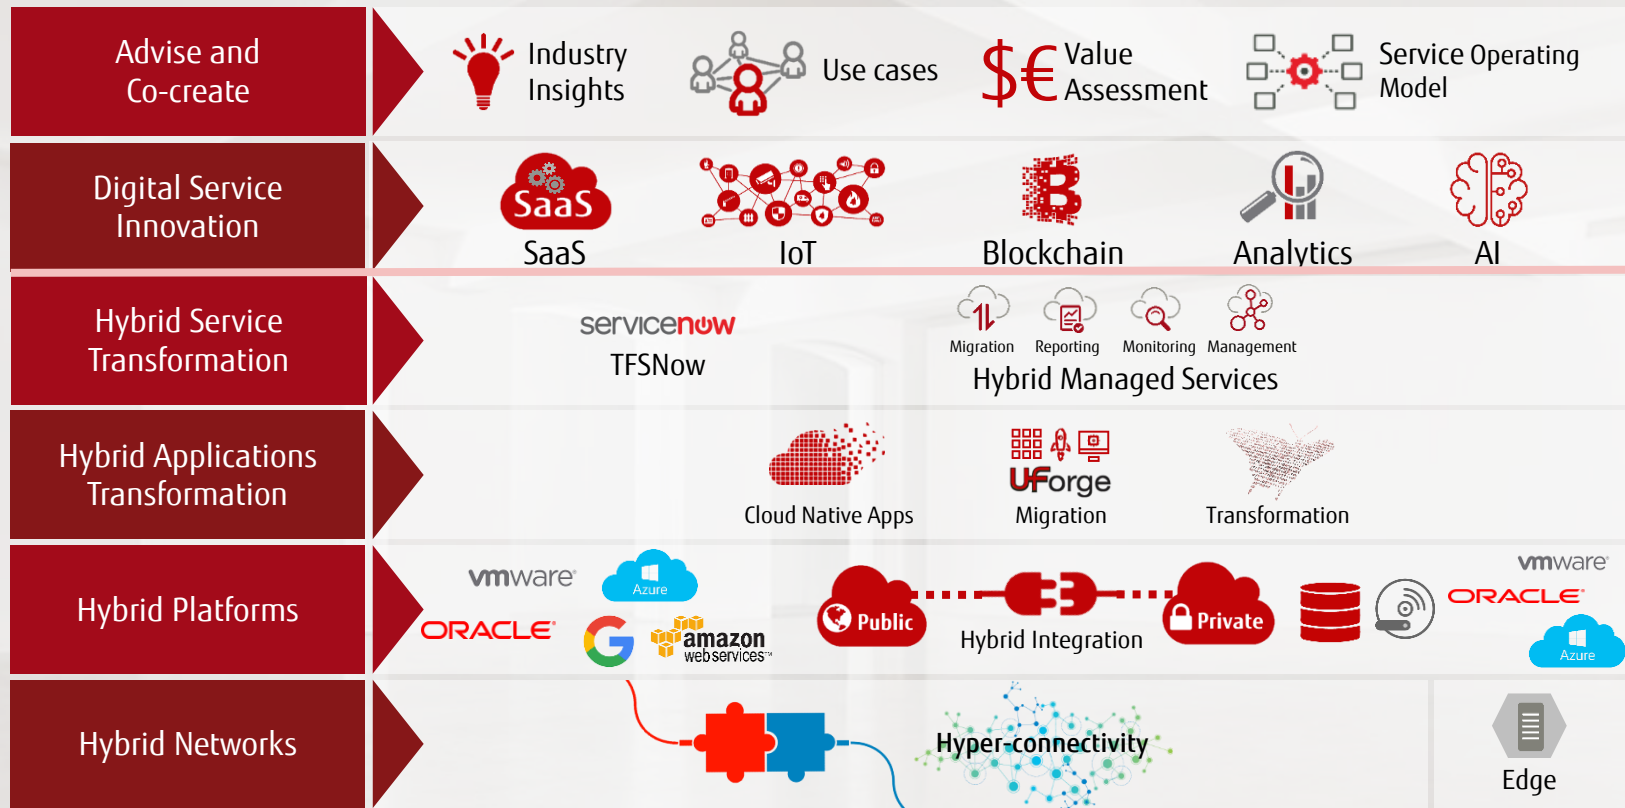 Advise and
Co-create
Industry
Insights
Use cases
$€
Value
Assessment
Service Operating
Model
Digital Service
Innovation
SaaS
SaaS
IoT
Blockchain
Analytics
AI
Hybrid Service
Transformation
servicenow
TFSNow
Migration
Reporting
Monitoring
Management
Hybrid Managed Services
Hybrid Applications
Transformation
Cloud Native Apps
UForge
Migration
Transformation
Hybrid Platforms
vmware®
Azure
ORACLE®
G
amazon
webservices™
Public
Hybrid Integration
Private
vmware®
ORACLE®
Azure
Hybrid Networks
Hyper-connectivity
Edge